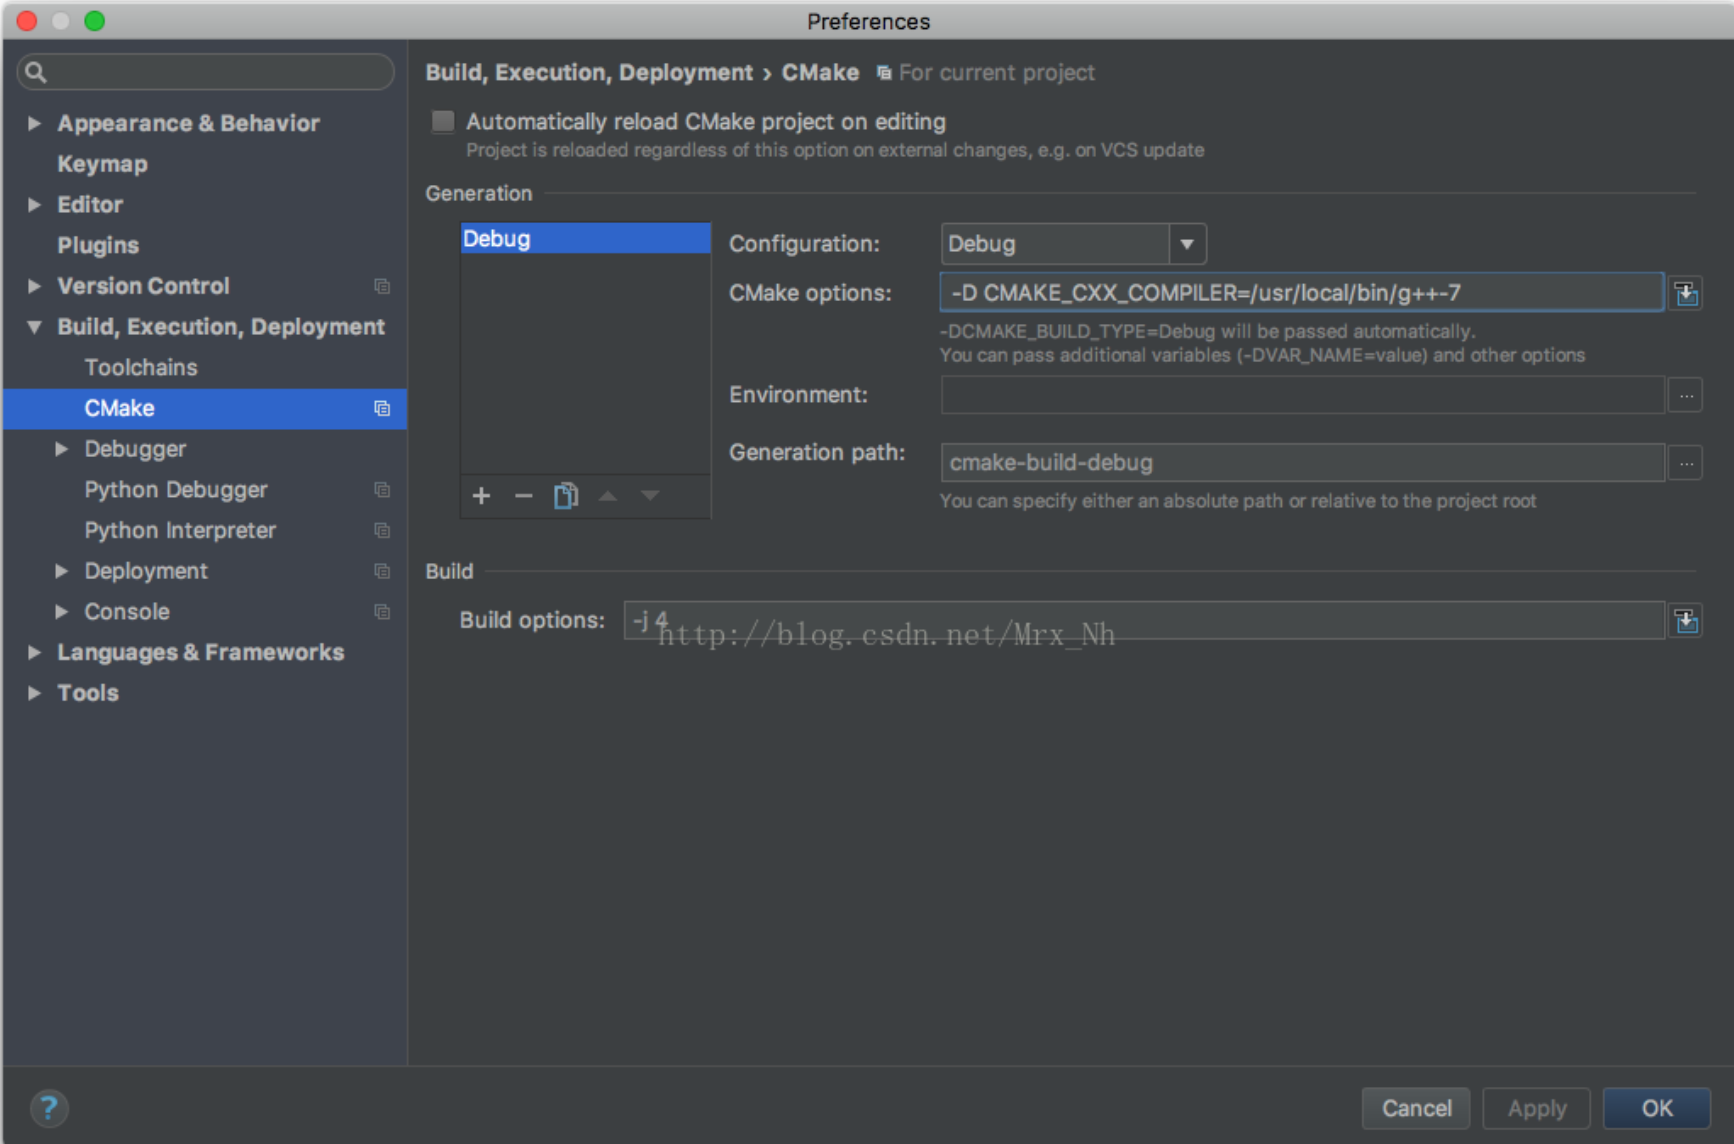 Preferences
Build, Execution, Deployment › CMake For current project
Appearance & Behavior
Keymap
Editor
Plugins
Version Control
Build, Execution, Deployment
Toolchains
CMake
Debugger
Python Debugger
Python Interpreter
Deployment
Console
Languages & Frameworks
Tools
Automatically reload CMake project on editing
Project is reloaded regardless of this option on external changes, e.g. on VCS update
Generation
Debug
Configuration: Debug
CMake options: -D CMAKE_CXX_COMPILER=/usr/local/bin/g++-7
-DCMAKE_BUILD_TYPE=Debug will be passed automatically.
You can pass additional variables (-DVAR_NAME=value) and other options
Environment: ...
Generation path: cmake-build-debug ...
You can specify either an absolute path or relative to the project root
Build
Build options: -j 4
http://blog.csdn.net/Mrx_Nh
? Cancel Apply OK